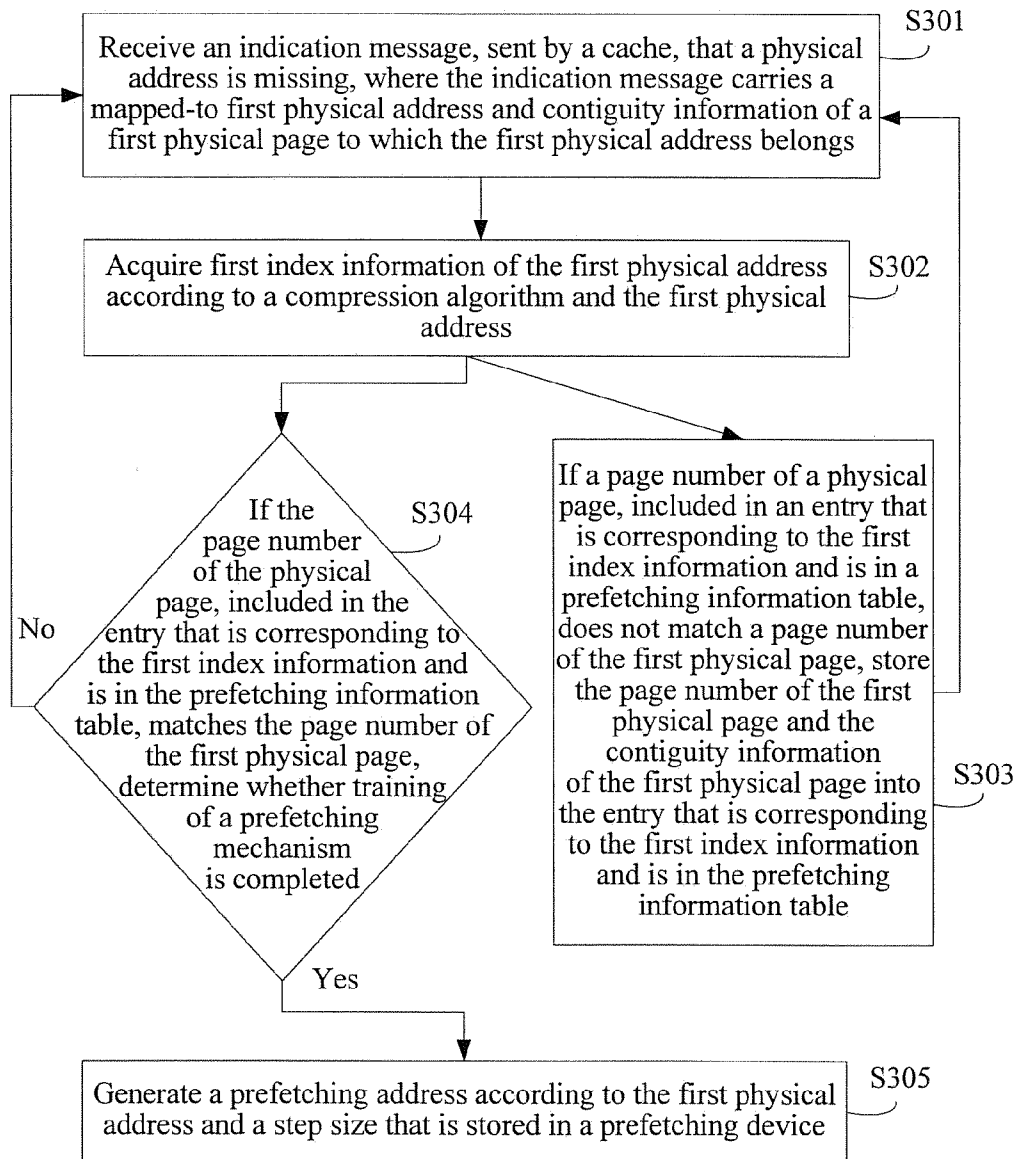 S301
Receive an indication message, sent by a cache, that a physical
address is missing, where the indication message carries a
mapped-to first physical address and contiguity information of a
first physical page to which the first physical address belongs
Acquire first index information of the first physical address
according to a compression algorithm and the first physical
address
S302
If the
page number
of the physical
page, included in the
entry that is corresponding to
the first index information and
is in the prefetching information
table, matches the page number of
the first physical page,
determine whether training
of a prefetching
mechanism
is completed
S304
No
Yes
If a page number of a physical
page, included in an entry that
is corresponding to the first
index information and is in a
prefetching information table,
does not match a page number
of the first physical page, store
the page number of the first
physical page and the
contiguity information
of the first physical page into
the entry that is corresponding
to the first index information
and is in the prefetching
information table
S303
Generate a prefetching address according to the first physical
address and a step size that is stored in a prefetching device
S305